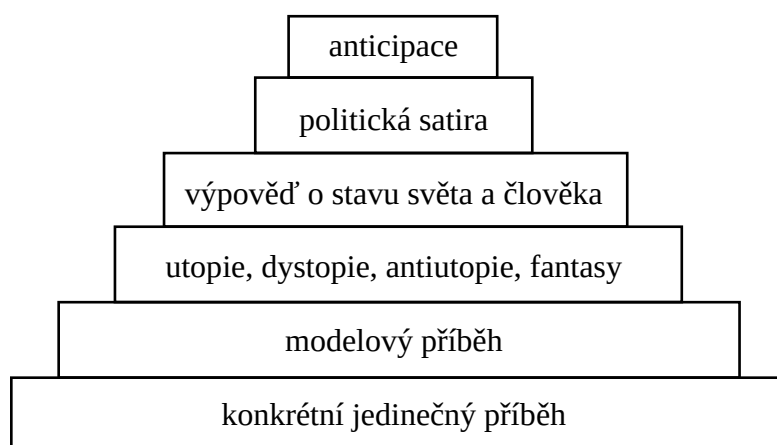 anticipace
politická satira
výpověď o stavu světa a člověka
utopie, dystopie, antiutopie, fantasy
modelový příběh
konkrétní jedinečný příběh